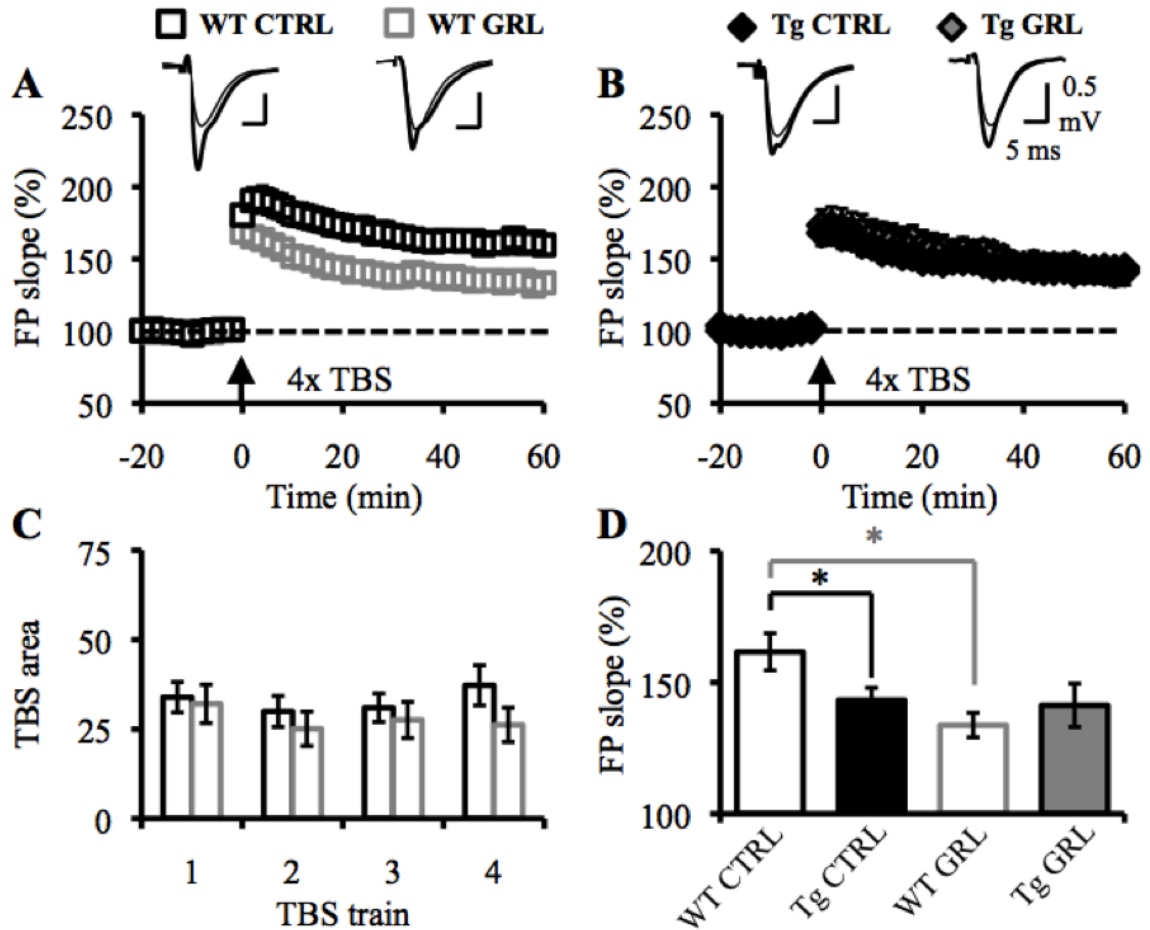 WT CTRL WT GRL Tg CTRL Tg GRL
A B
0.5
mV
5 ms
250 250
200 200
150 150
100 100
50 50
FP slope (%) FP slope (%)
4x TBS 4x TBS
-20 0 20 40 60 -20 0 20 40 60
Time (min) Time (min)
C D
75
50
25
0
TBS area
1 2 3 4
TBS train
200
150
100
FP slope (%)
*
*
WT CTRL Tg CTRL WT GRL Tg GRL